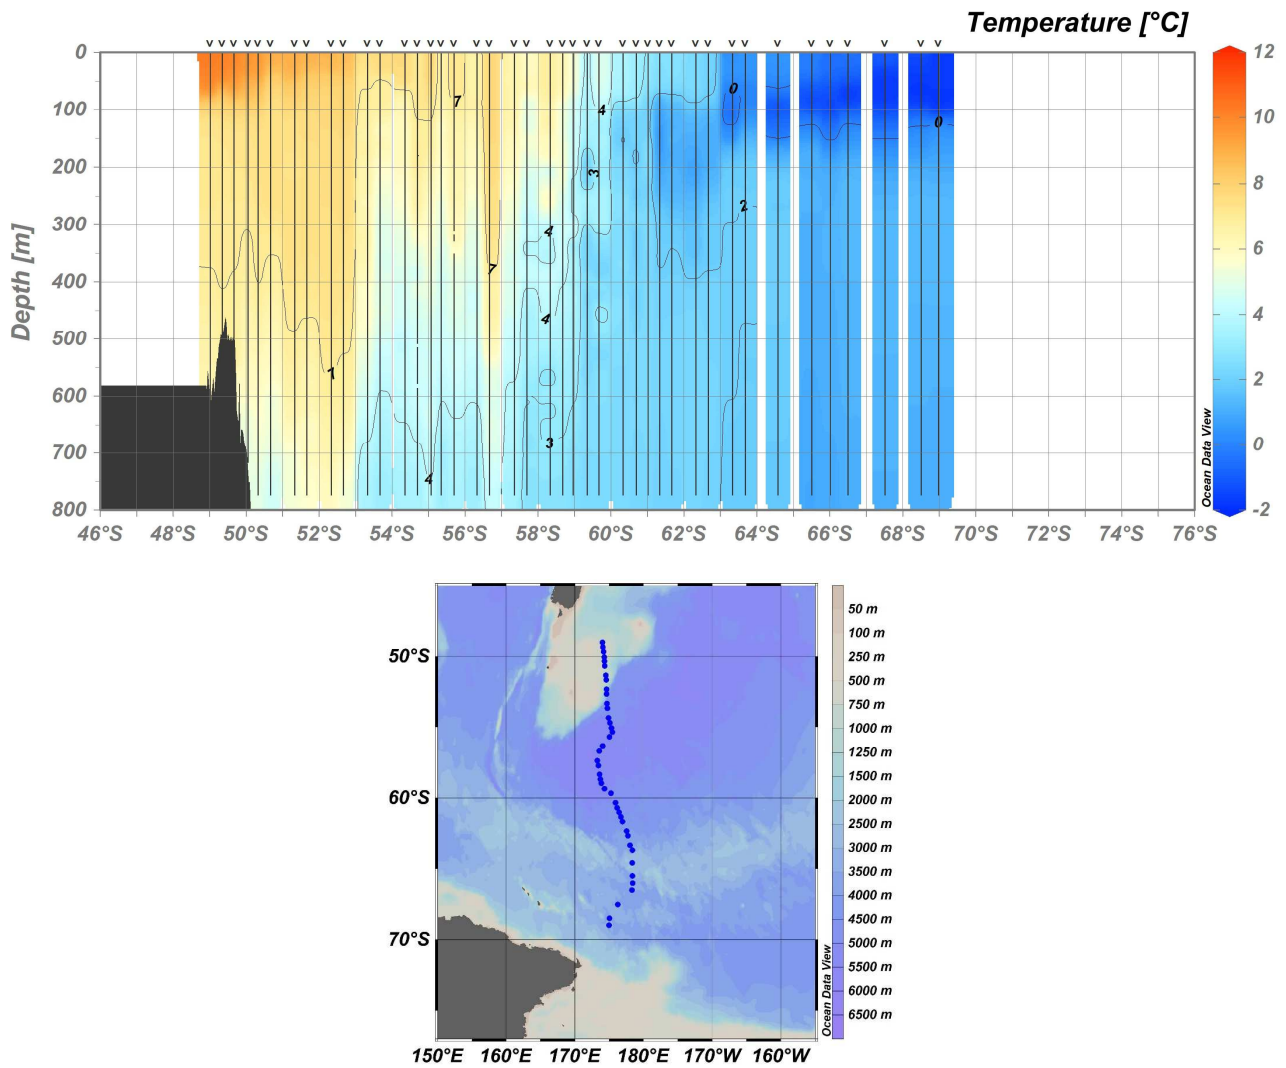 Temperature [°C]
v v v v v v v v v v v v v v v v v v v v v v v v v v v v v v v v v v v v v v v v
0
100
200
300
400
500
600
700
800
Depth [m]
7
7
7
4
4
4
3
4
3
0
2
0
46°S 48°S 50°S 52°S 54°S 56°S 58°S 60°S 62°S 64°S 66°S 68°S 70°S 72°S 74°S 76°S
Ocean Data View
12
10
8
6
4
2
0
-2
50°S
60°S
70°S
150°E 160°E 170°E 180°E 170°W 160°W
Ocean Data View
50 m
100 m
250 m
500 m
750 m
1000 m
1250 m
1500 m
2000 m
2500 m
3000 m
3500 m
4000 m
4500 m
5000 m
5500 m
6000 m
6500 m